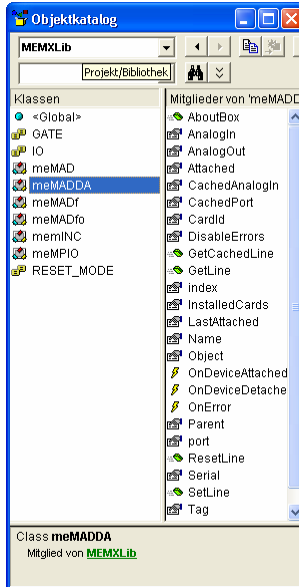 Objektkatalog
MEMXLib
Projekt/Bibliothek
Klassen
<Global>
GATE
IO
meMAD
meMADDA
meMADf
meMADfo
memINC
meMPIO
RESET_MODE
Mitglieder von 'meMADD
AboutBox
AnalogIn
AnalogOut
Attached
CachedAnalogIn
CachedPort
CardId
DisableErrors
GetCachedLine
GetLine
index
InstalledCards
LastAttached
Name
Object
OnDeviceAttached
OnDeviceDetache
OnError
Parent
port
ResetLine
Serial
SetLine
Tag
Class meMADDA
Mitglied von MEMXLib